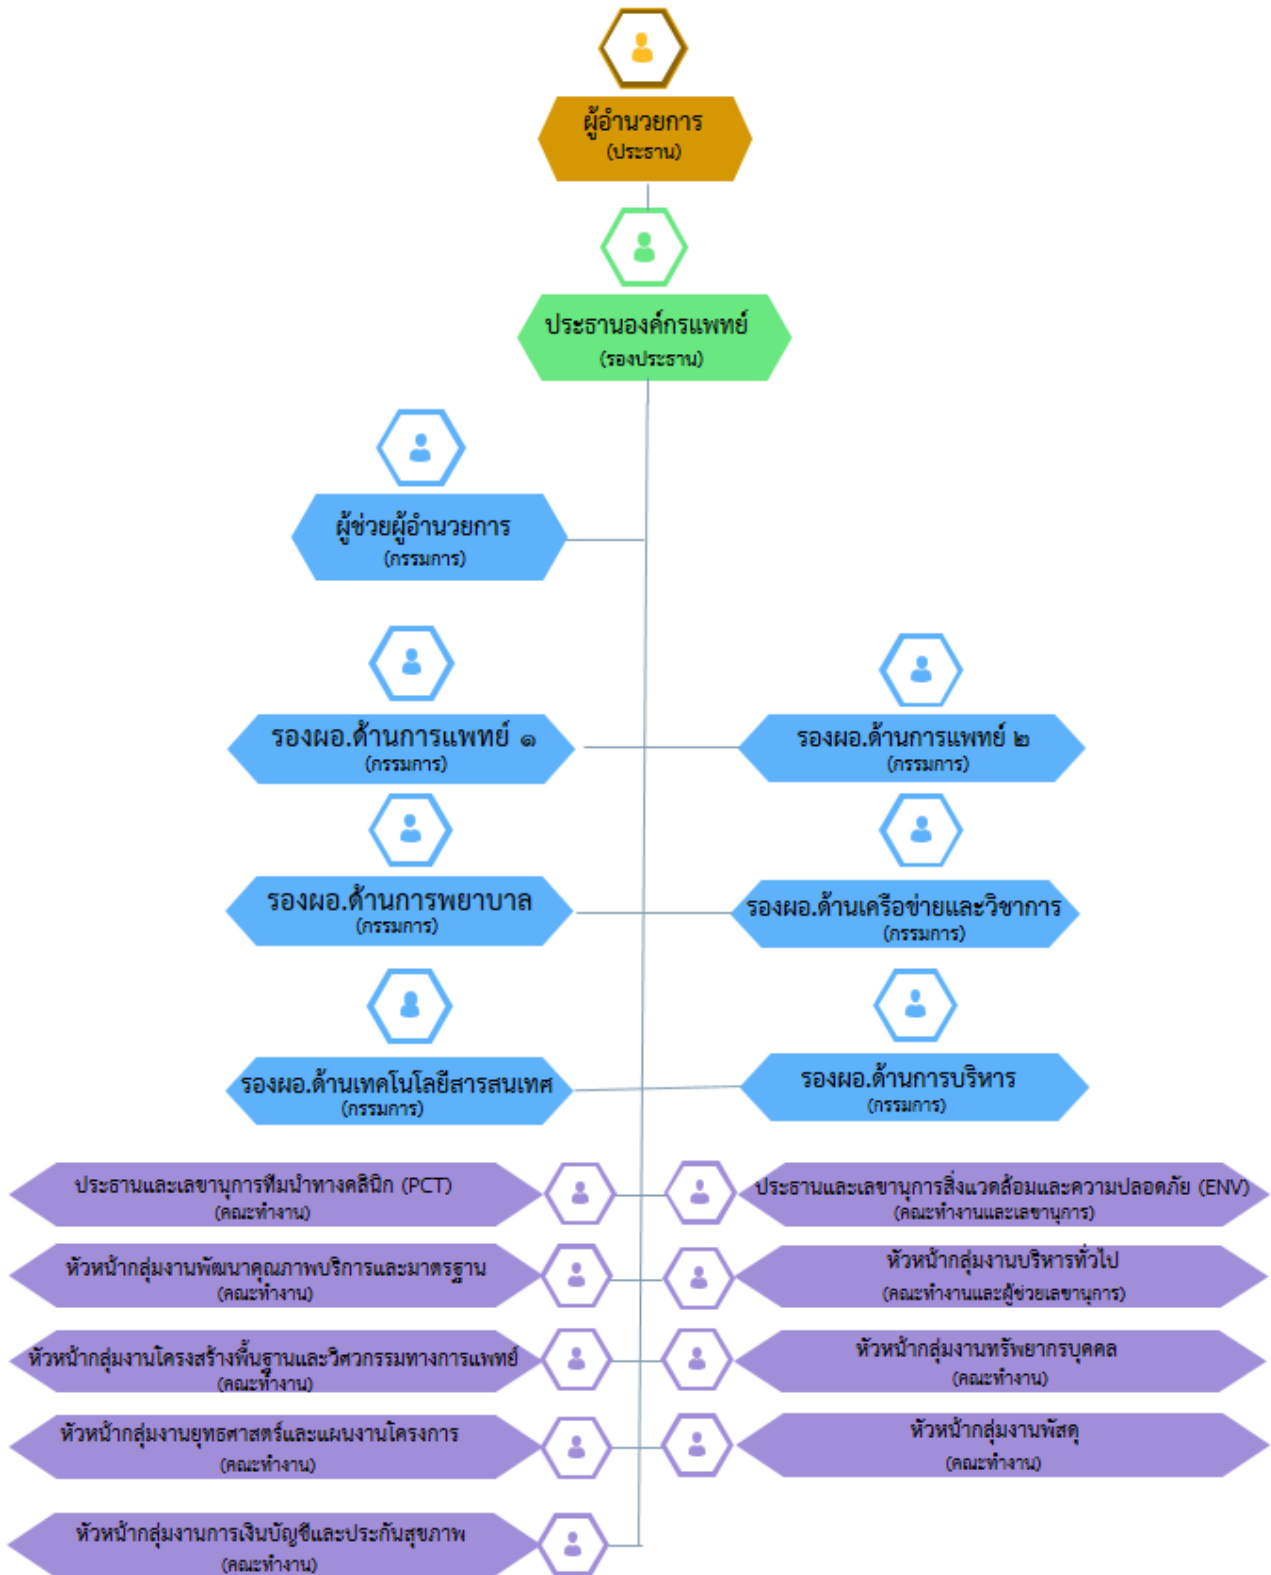 ผู้อำนวยการ
(ประธาน)
ประธานองค์กรแพทย์
(รองประธาน)
ผู้ช่วยผู้อำนวยการ
(กรรมการ)
รองผอ.ด้านการแพทย์ ๑
(กรรมการ)
รองผอ.ด้านการแพทย์ ๒
(กรรมการ)
รองผอ.ด้านการพยาบาล
(กรรมการ)
รองผอ.ด้านเครือข่ายและวิชาการ
(กรรมการ)
รองผอ.ด้านเทคโนโลยีสารสนเทศ
(กรรมการ)
รองผอ.ด้านการบริหาร
(กรรมการ)
ประธานและเลขานุการทีมนำทางคลินิก (PCT)
(คณะทำงาน)
ประธานและเลขานุการสิ่งแวดล้อมและความปลอดภัย (ENV)
(คณะทำงานและเลขานุการ)
หัวหน้ากลุ่มงานพัฒนาคุณภาพบริการและมาตรฐาน
(คณะทำงาน)
หัวหน้ากลุ่มงานบริหารทั่วไป
(คณะทำงานและผู้ช่วยเลขานุการ)
หัวหน้ากลุ่มงานโครงสร้างพื้นฐานและวิศวกรรมทางการแพทย์
(คณะทำงาน)
หัวหน้ากลุ่มงานทรัพยากรบุคคล
(คณะทำงาน)
หัวหน้ากลุ่มงานยุทธศาสตร์และแผนงานโครงการ
(คณะทำงาน)
หัวหน้ากลุ่มงานพัสดุ
(คณะทำงาน)
หัวหน้ากลุ่มงานการเงินบัญชีและประกันสุขภาพ
(คณะทำงาน)